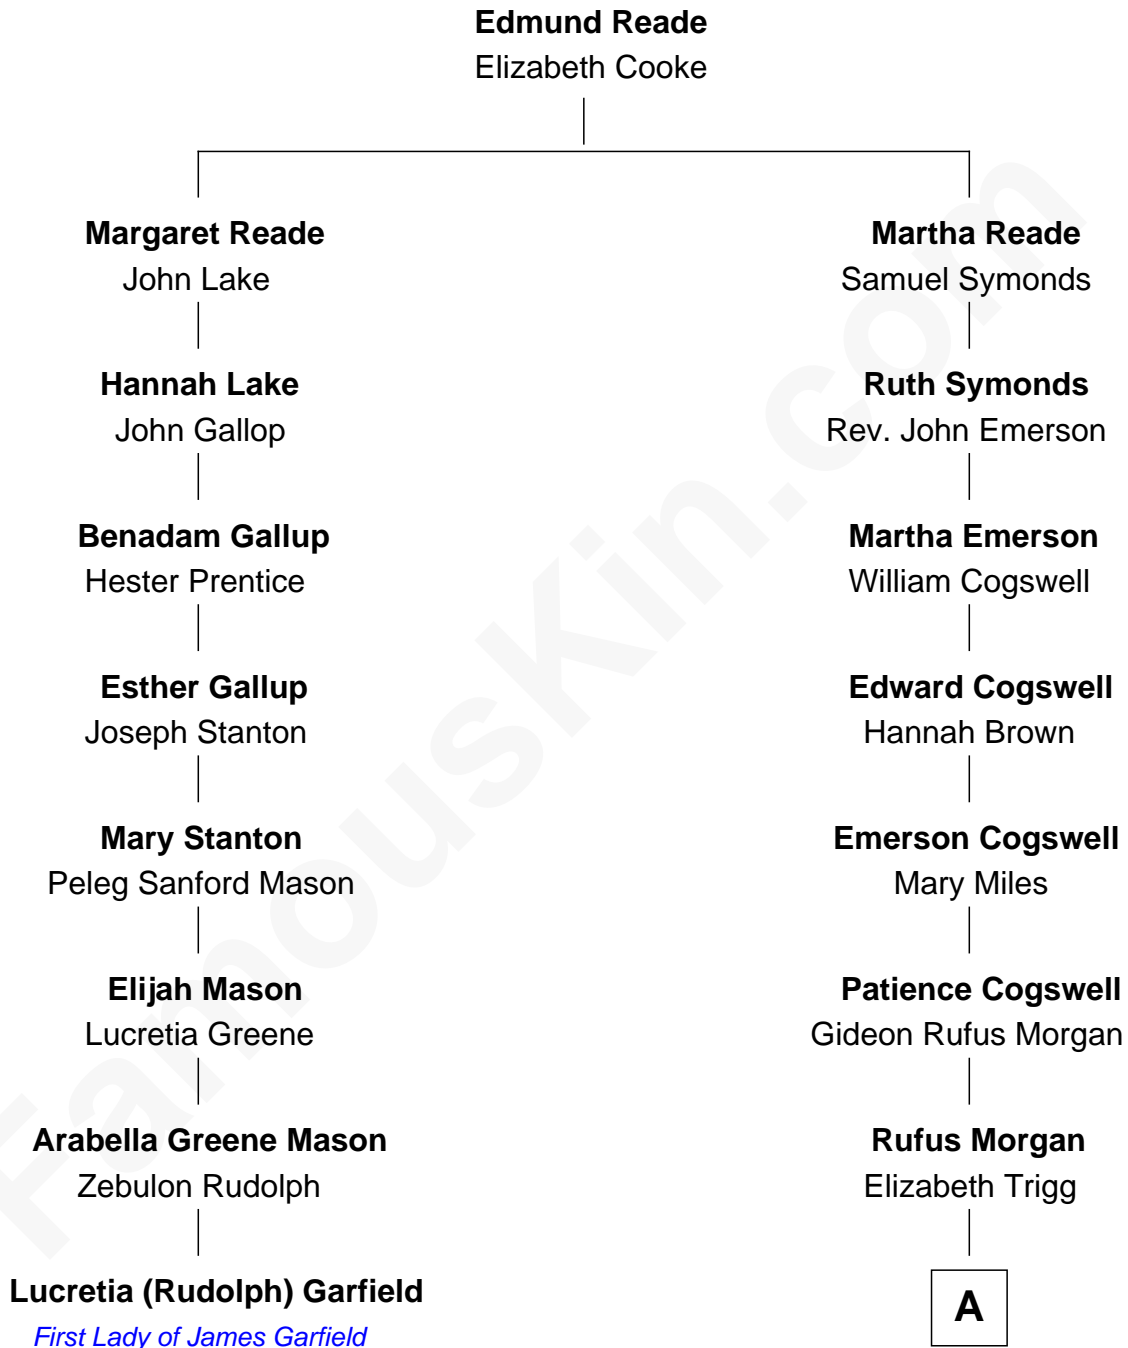 Edmund Reade
Elizabeth Cooke
Margaret Reade
John Lake
Martha Reade
Samuel Symonds
Hannah Lake
John Gallop
Ruth Symonds
Rev. John Emerson
Benadam Gallup
Hester Prentice
Martha Emerson
William Cogswell
Esther Gallup
Joseph Stanton
Edward Cogswell
Hannah Brown
Mary Stanton
Peleg Sanford Mason
Emerson Cogswell
Mary Miles
Elijah Mason
Lucretia Greene
Patience Cogswell
Gideon Rufus Morgan
Arabella Greene Mason
Zebulon Rudolph
Rufus Morgan
Elizabeth Trigg
Lucretia (Rudolph) Garfield
First Lady of James Garfield
A
FamousKin.com